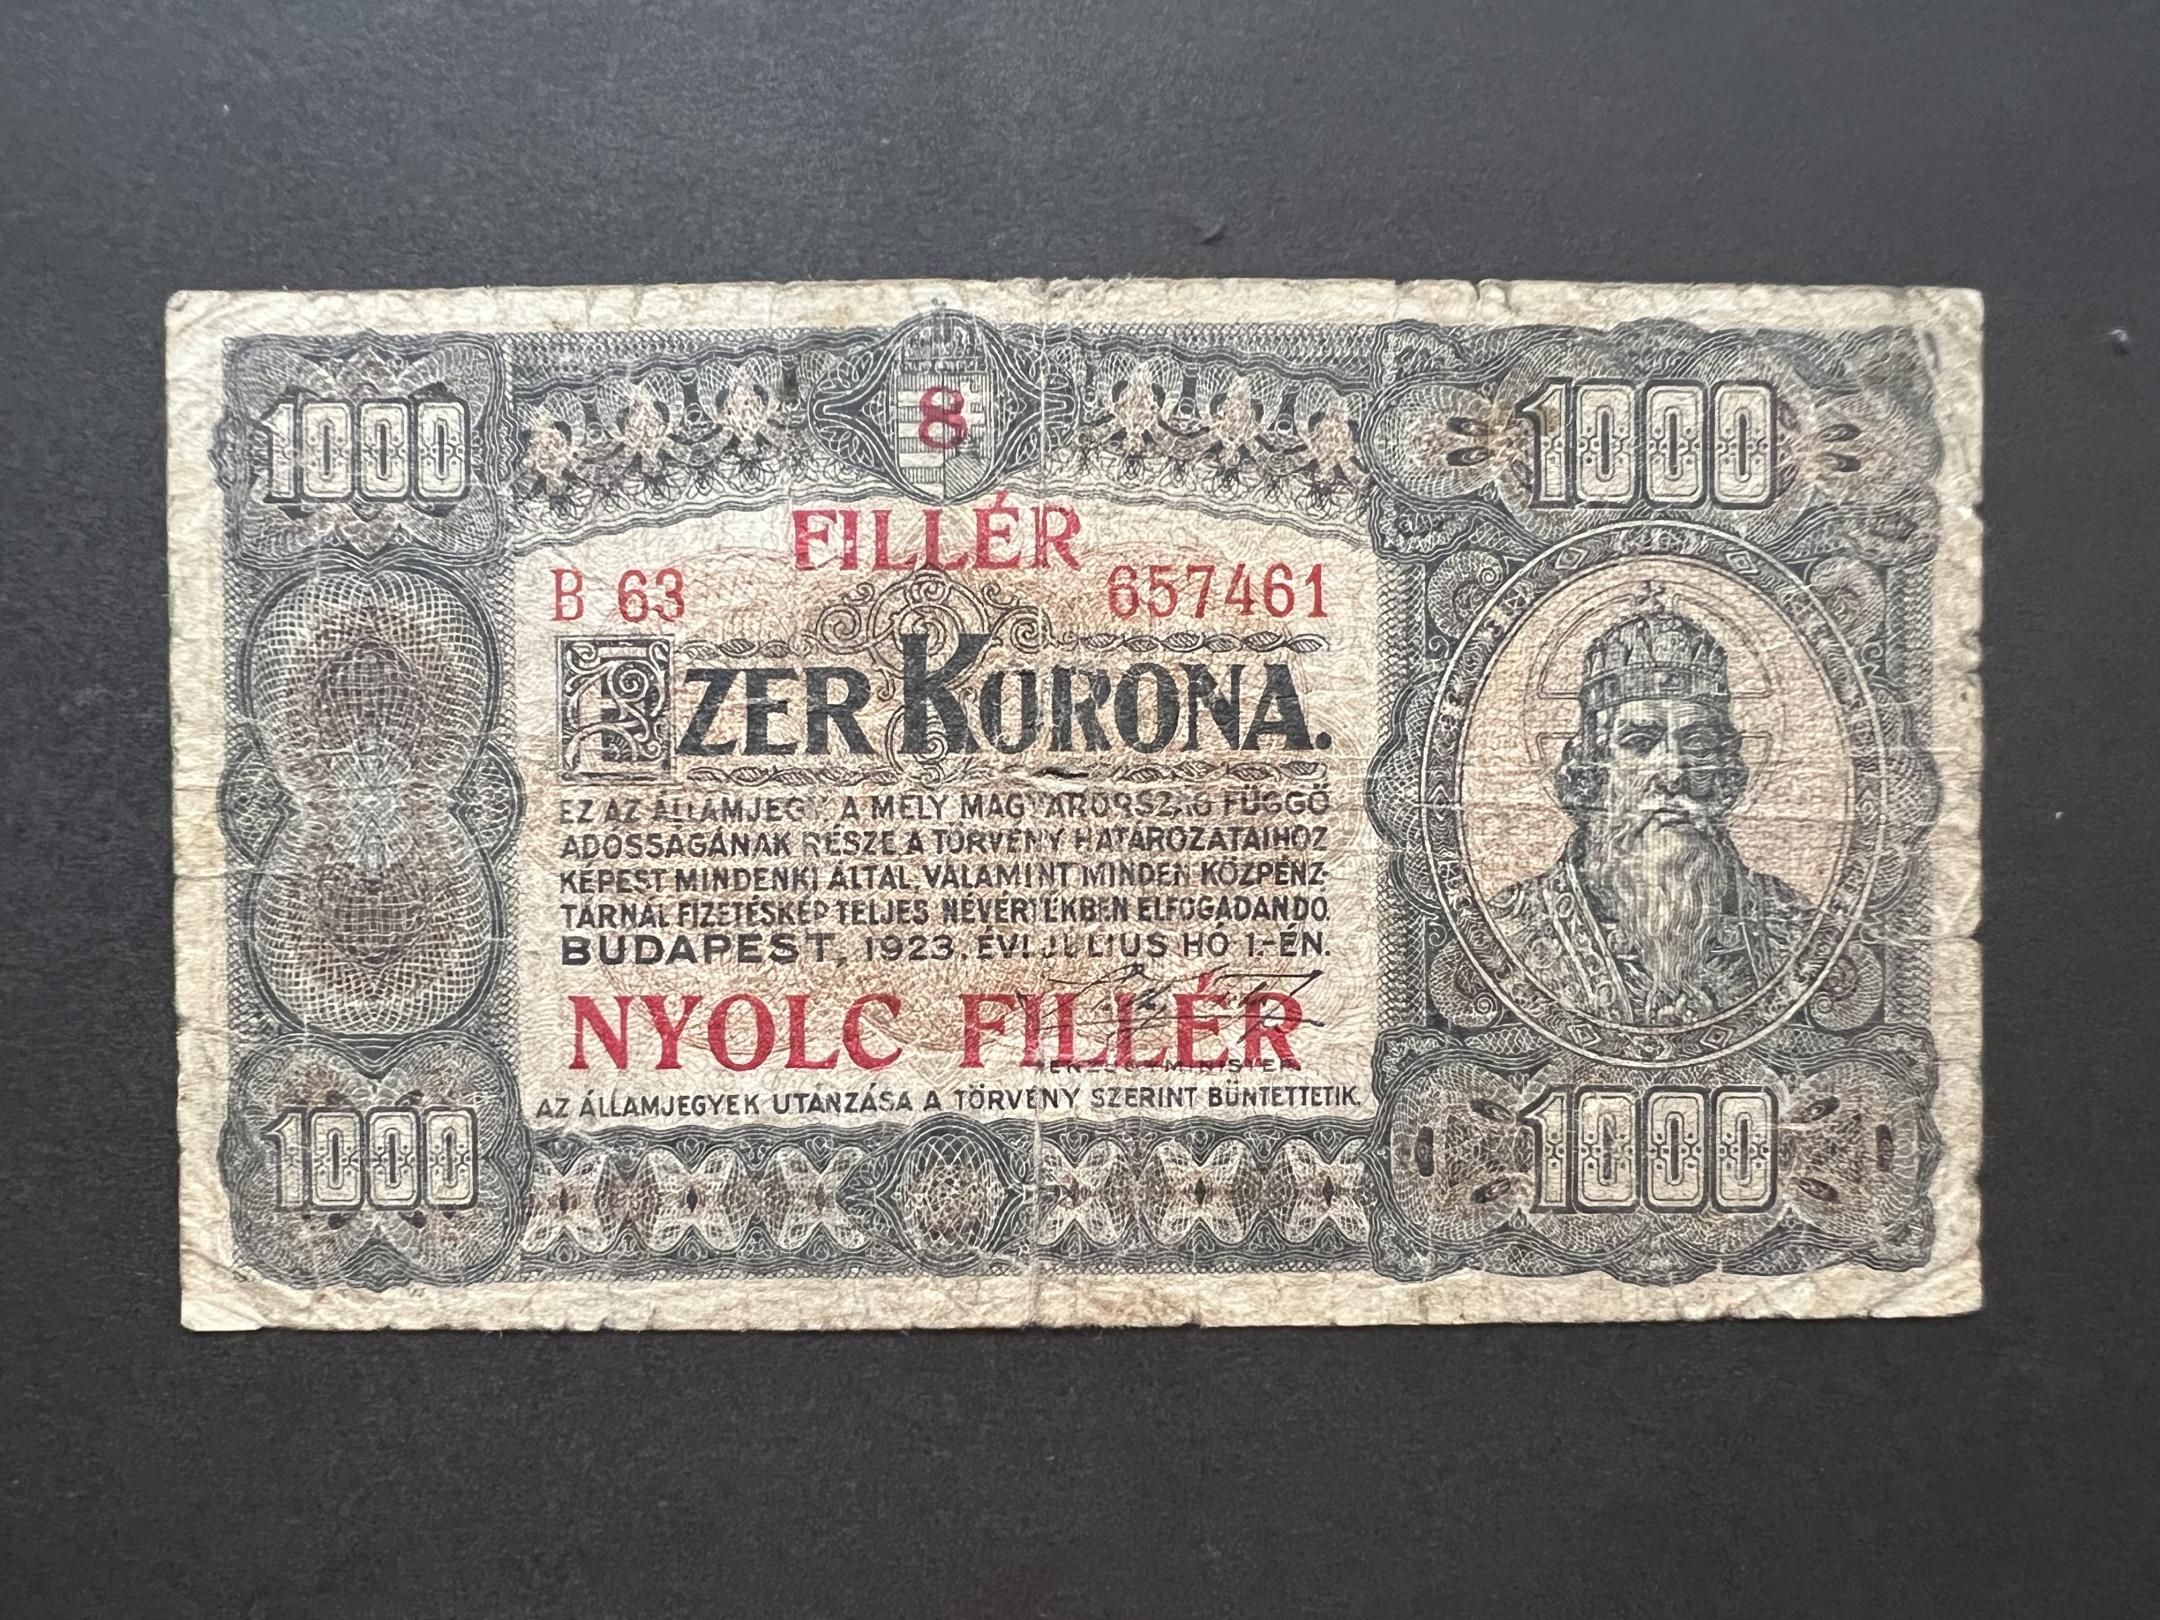 1000
8
1000
FILLÉR
B 63
657461
EZER KORONA.
EZ AZ ÁLLAMJEGY, A MELY MAGYARORSZÁG FÜGGŐ
ADÓSSÁGÁNAK RÉSZE A TÖRVÉNY HATÁROZATAIHOZ
KÉPEST MINDENKI ÁLTAL, VALAMINT MINDEN KÖZPÉNZ-
TÁRNÁL FIZETÉSKÉP TELJES NÉVÉRTÉKBEN ELFOGADANDÓ.
BUDAPEST, 1923. ÉVI JÚLIUS HÓ 1.-ÉN.
NYOLC FILLÉR
AZ ÁLLAMJEGYEK UTÁNZÁSA A TÖRVÉNY SZERINT BÜNTETTETIK.
1000
1000